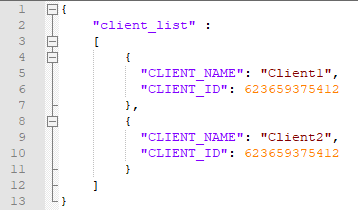 1 {
2 "client_list" :
3 [
4 {
5 "CLIENT_NAME": "Client1",
6 "CLIENT_ID": 623659375412
7 },
8 {
9 "CLIENT_NAME": "Client2",
10 "CLIENT_ID": 623659375412
11 }
12 ]
13 }